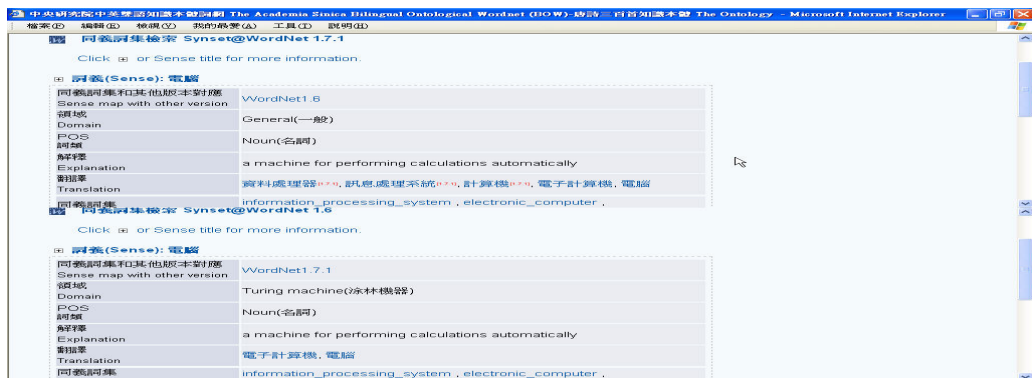 中央研究院中英雙語知識本體詞網 The Academia Sinica Bilingual Ontological Wordnet (BOW)-唐詩三百首知識本體 The Ontology - Microsoft Internet Explorer
檔案(F) 編輯(E) 檢視(V) 我的最愛(A) 工具(T) 說明(H)
同義詞集檢索 Synset@WordNet 1.7.1
Click or Sense title for more information.
詞義(Sense): 電腦
同義詞集和其他版本對應
Sense map with other version
WordNet1.6
領域
Domain
General(一般)
POS
詞類
Noun(名詞)
解釋
Explanation
a machine for performing calculations automatically
翻譯
Translation
資料處理器, 訊息處理系統, 計算機, 電子計算機, 電腦
同義詞集
information_processing_system , electronic_computer ,
同義詞集檢索 Synset@WordNet 1.6
Click or Sense title for more information.
詞義(Sense): 電腦
同義詞集和其他版本對應
Sense map with other version
WordNet1.7.1
領域
Domain
Turing machine(涂林機器)
POS
詞類
Noun(名詞)
解釋
Explanation
a machine for performing calculations automatically
翻譯
Translation
電子計算機, 電腦
同義詞集
information_processing_system , electronic_computer ,